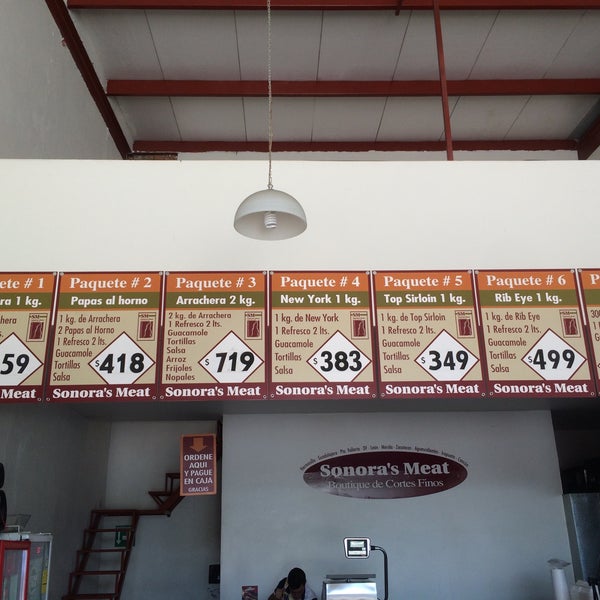 ete # 1
ra 1 kg.
rachera
2 lts.
59
Sonora's Meat
Paquete # 2
Papas al horno
1 kg. de Arrachera
2 Papas al Horno
1 Refresco 2 lts.
Guacamole
Tortillas
Salsa
$418
Sonora's Meat
Paquete # 3
Arrachera 2 kg.
2 kg. de Arrachera
1 Refresco 2 lts.
Guacamole
Tortillas
Salsa
Arroz
Frijoles
Nopales
$719
Sonora's Meat
Paquete # 4
New York 1 kg.
1 kg. de New York
1 Refresco 2 lts.
Guacamole
Tortillas
Salsa
$383
Sonora's Meat
Paquete # 5
Top Sirloin 1 kg.
1 kg. de Top Sirloin
1 Refresco 2 lts.
Guacamole
Tortillas
Salsa
$349
Sonora's Meat
Paquete # 6
Rib Eye 1 kg.
1 kg. de Rib Eye
1 Refresco 2 lts.
Guacamole
Tortillas
Salsa
$499
Sonora's Meat
ORDENE
AQUI
Y PAGUE
EN CAJA
GRACIAS
Sonora's Meat
Boutique de Cortes Finos